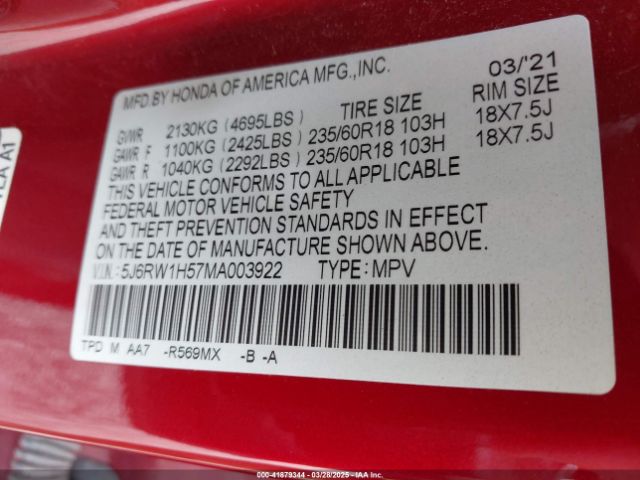 MFD.BY HONDA OF AMERICA MFG.,INC. 03/'21
TIRE SIZE RIM SIZE
GVWR 2130KG (4695LBS)
GAWR F 1100KG (2425LBS) 235/60R18 103H 18X7.5J
GAWR R 1040KG (2292LBS) 235/60R18 103H 18X7.5J
THIS VEHICLE CONFORMS TO ALL APPLICABLE
FEDERAL MOTOR VEHICLE SAFETY
AND THEFT PREVENTION STANDARDS IN EFFECT
ON THE DATE OF MANUFACTURE SHOWN ABOVE.
V.I.N.:5J6RW1H57MA003922 TYPE:MPV
TPD M AA7 -R569MX -B -A
000-41879344 | 03/28/2025 - IAA Inc.